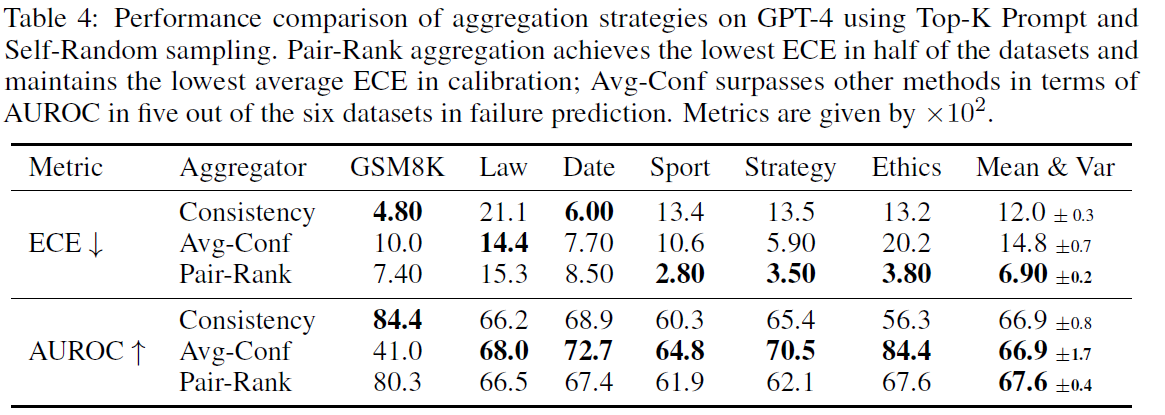 Table 4: Performance comparison of aggregation strategies on GPT-4 using Top-K Prompt and
Self-Random sampling. Pair-Rank aggregation achieves the lowest ECE in half of the datasets and
maintains the lowest average ECE in calibration; Avg-Conf surpasses other methods in terms of
AUROC in five out of the six datasets in failure prediction. Metrics are given by ×10².
Metric Aggregator GSM8K Law Date Sport Strategy Ethics Mean & Var
Consistency 4.80 21.1 6.00 13.4 13.5 13.2 12.0 ± 0.3
ECE ↓ Avg-Conf 10.0 14.4 7.70 10.6 5.90 20.2 14.8 ±0.7
Pair-Rank 7.40 15.3 8.50 2.80 3.50 3.80 6.90 ±0.2
Consistency 84.4 66.2 68.9 60.3 65.4 56.3 66.9 ±0.8
AUROC ↑ Avg-Conf 41.0 68.0 72.7 64.8 70.5 84.4 66.9 ±1.7
Pair-Rank 80.3 66.5 67.4 61.9 62.1 67.6 67.6 ±0.4